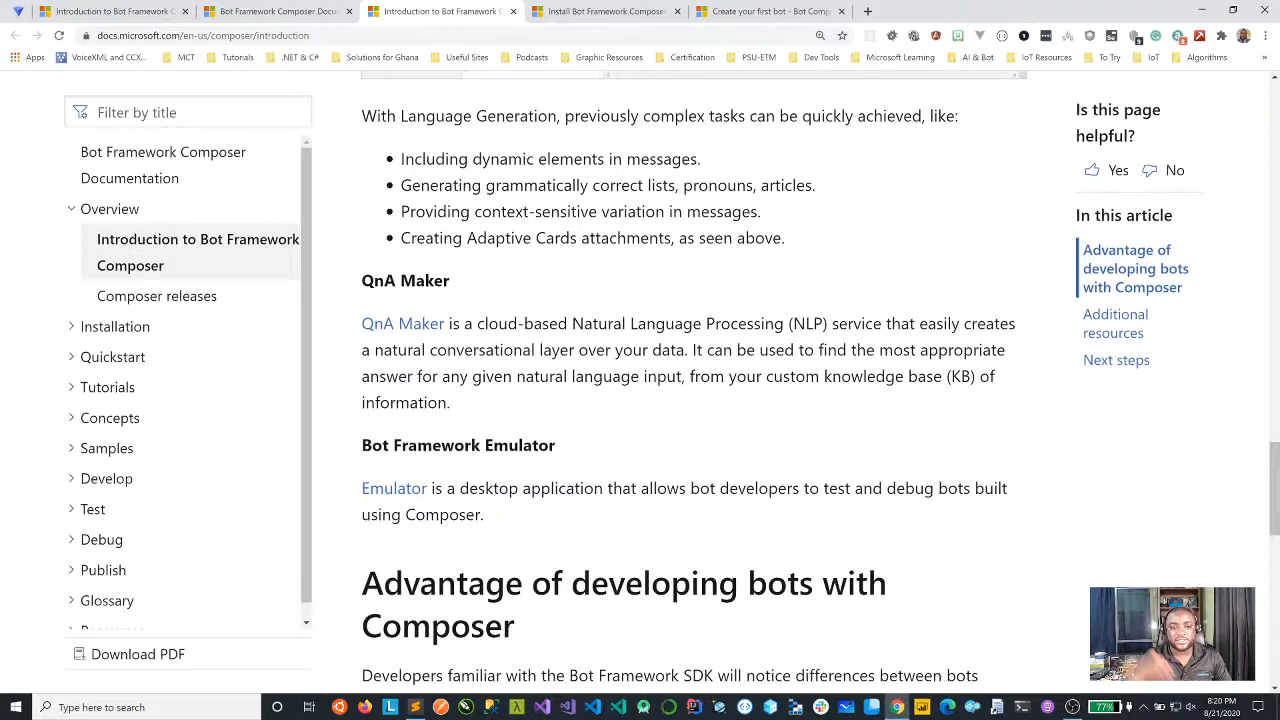 Introduction to Bot Framework C
Bot Framework Composer Docu
Introduction to Bot Framework C
Install Bot Framework Composer
Create your first bot - Bot Comp
docs.microsoft.com/en-us/composer/introduction
Apps
VoiceXML and CCX...
MCT
Tutorials
.NET & C#
Solutions for Ghana
Useful Sites
Podcasts
Graphic Resources
Certification
PSU-ETM
Dev Tools
Microsoft Learning
AI & Bot
IoT Resources
To Try
IoT
Algorithms
Filter by title
Bot Framework Composer
Documentation
Overview
Introduction to Bot Framework
Composer
Composer releases
Installation
Quickstart
Tutorials
Concepts
Samples
Develop
Test
Debug
Publish
Glossary
Download PDF
With Language Generation, previously complex tasks can be quickly achieved, like:
Including dynamic elements in messages.
Generating grammatically correct lists, pronouns, articles.
Providing context-sensitive variation in messages.
Creating Adaptive Cards attachments, as seen above.
QnA Maker
QnA Maker is a cloud-based Natural Language Processing (NLP) service that easily creates
a natural conversational layer over your data. It can be used to find the most appropriate
answer for any given natural language input, from your custom knowledge base (KB) of
information.
Bot Framework Emulator
Emulator is a desktop application that allows bot developers to test and debug bots built
using Composer.
Advantage of developing bots with
Composer
Developers familiar with the Bot Framework SDK will notice differences between bots
Is this page
helpful?
Yes
No
In this article
Advantage of
developing bots
with Composer
Additional
resources
Next steps
Type here to search
77%
8:20 PM
8/21/2020